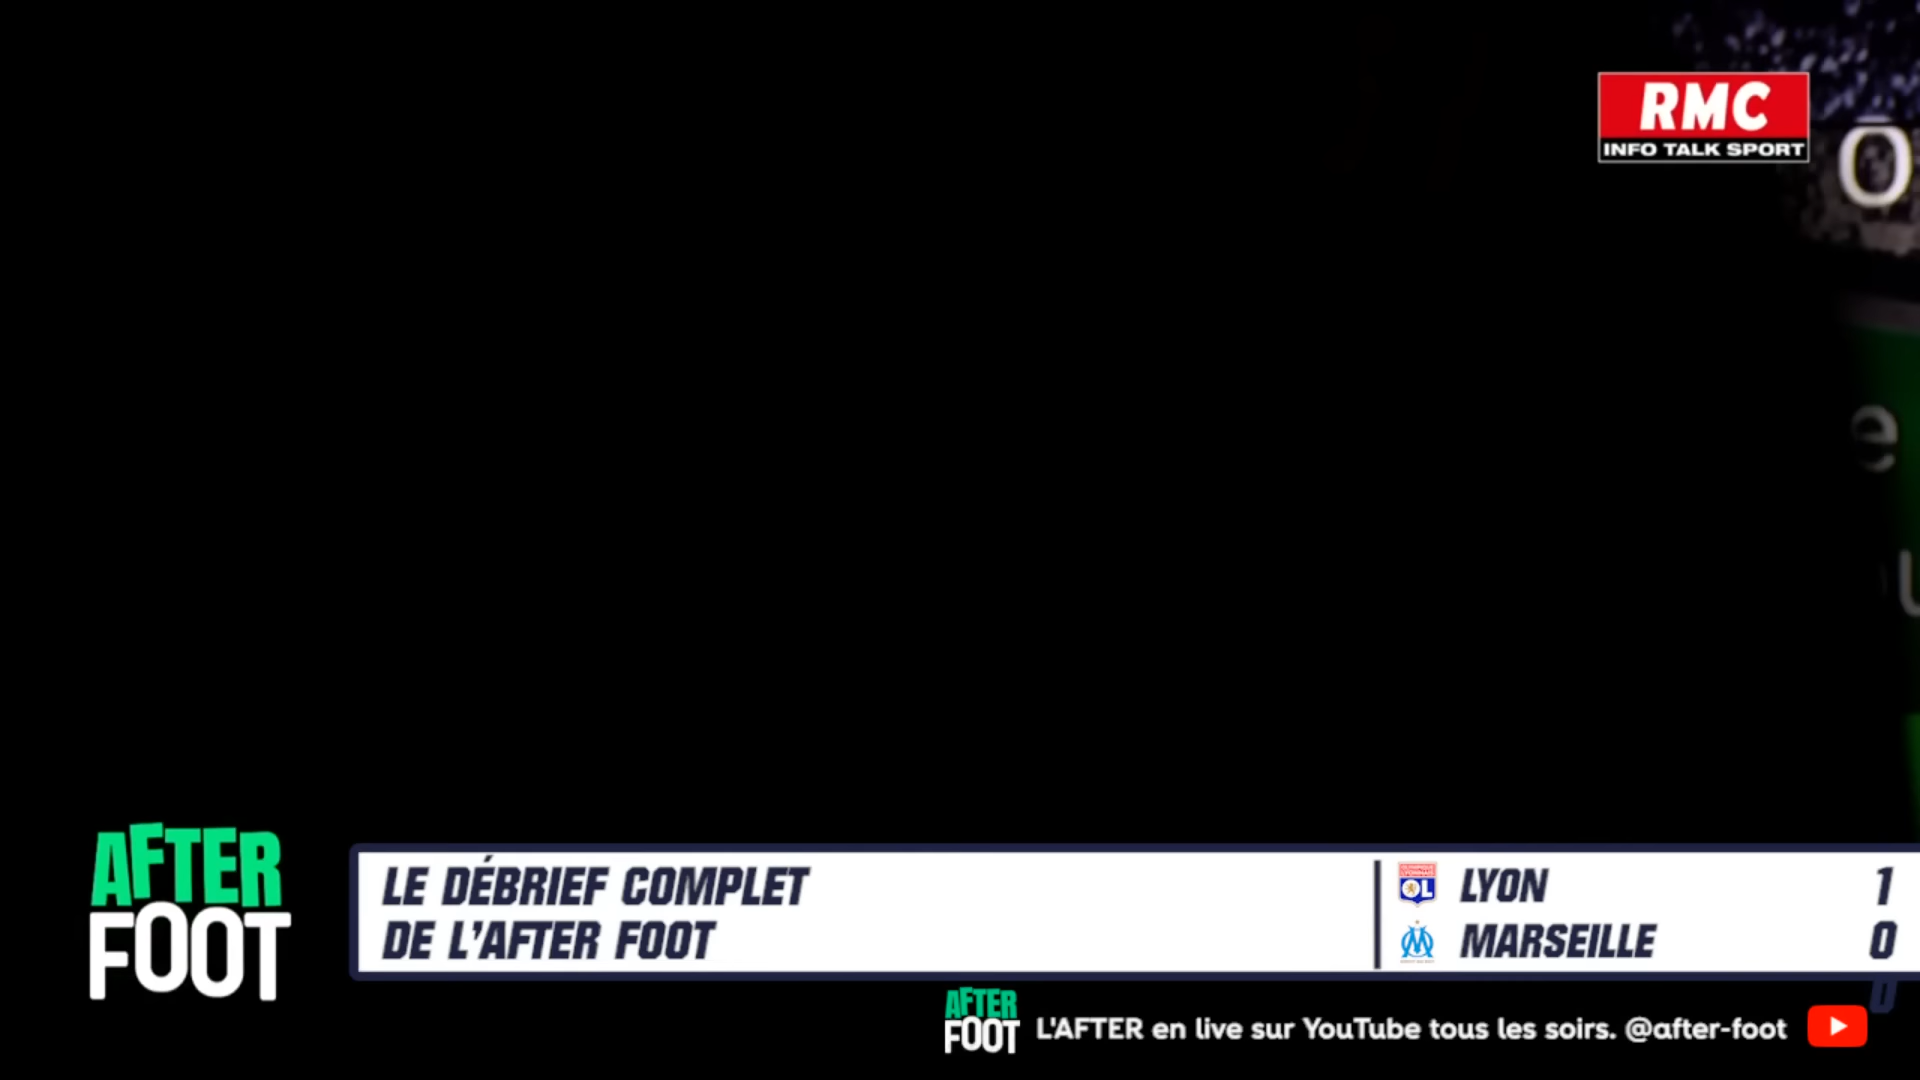 RMC
INFO TALK SPORT
AFTER
FOOT
LE DÉBRIEF COMPLET
DE L'AFTER FOOT
LYON 1
MARSEILLE 0
AFTER
FOOT
L'AFTER en live sur YouTube tous les soirs. @after-foot